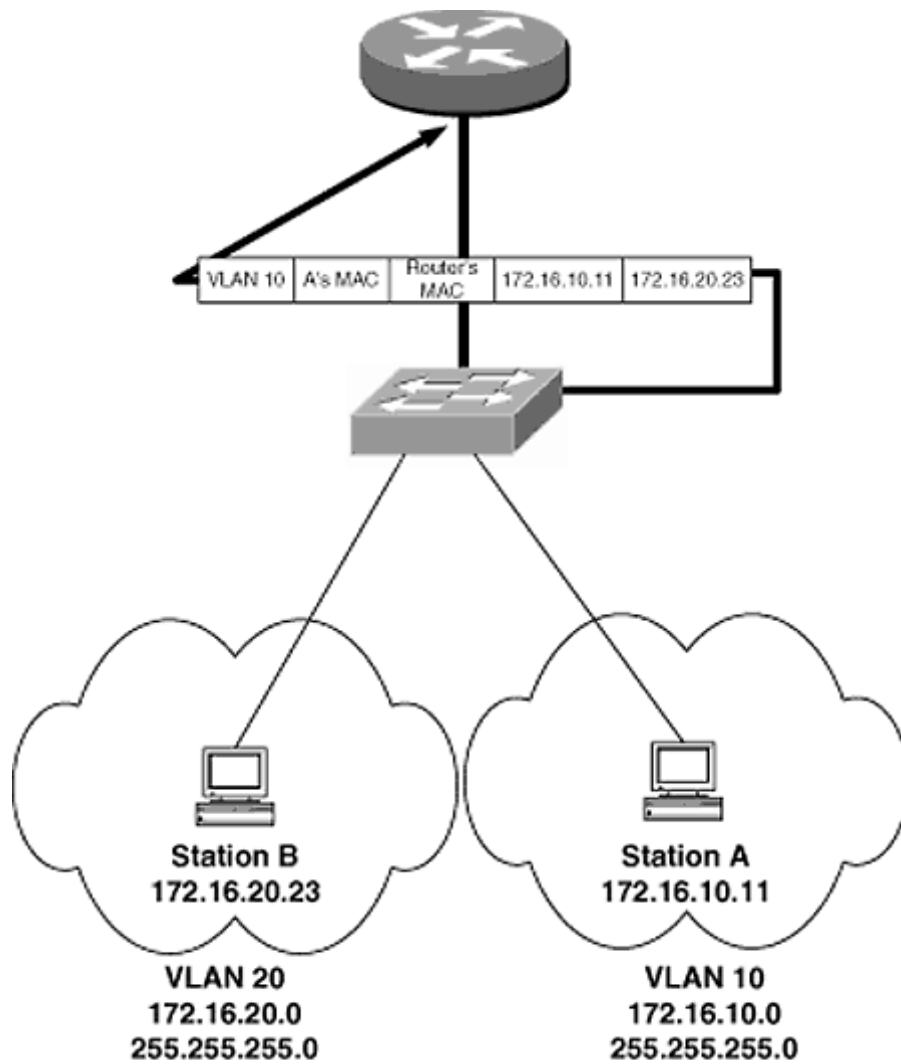 VLAN 10
A's MAC
Router's
MAC
172.16.10.11
172.16.20.23
Station B
172.16.20.23
Station A
172.16.10.11
VLAN 20
172.16.20.0
255.255.255.0
VLAN 10
172.16.10.0
255.255.255.0